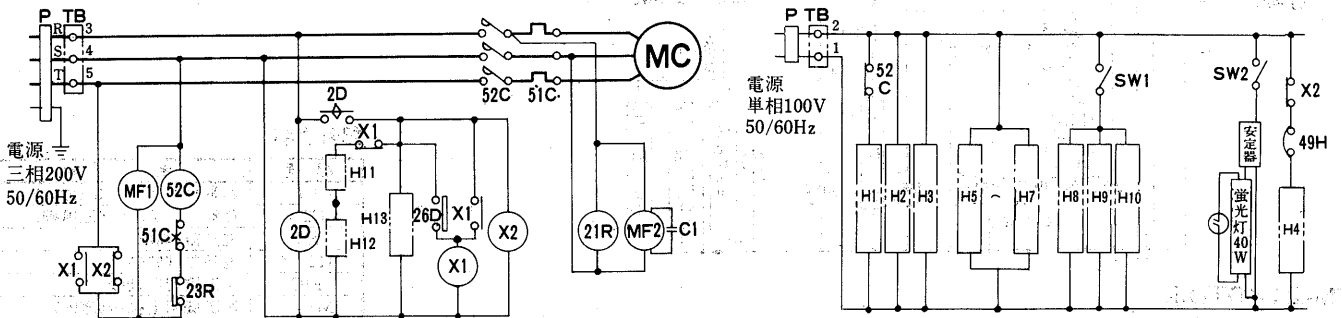 P TB
R 3
S 4
T 5
電源
三相200V
50/60Hz
MF1
52C
51C
23R
X1
X2
2D
2D
X1
H11
H12
H13
26D
X1
X1
X2
52C
51C
MC
21R
MF2
C1
P TB
2
1
電源
単相100V
50/60Hz
52
C
H1
H2
H3
H5
~
H7
SW1
H8
H9
H10
SW2
安定器
蛍光灯
40
W
X2
49H
H4